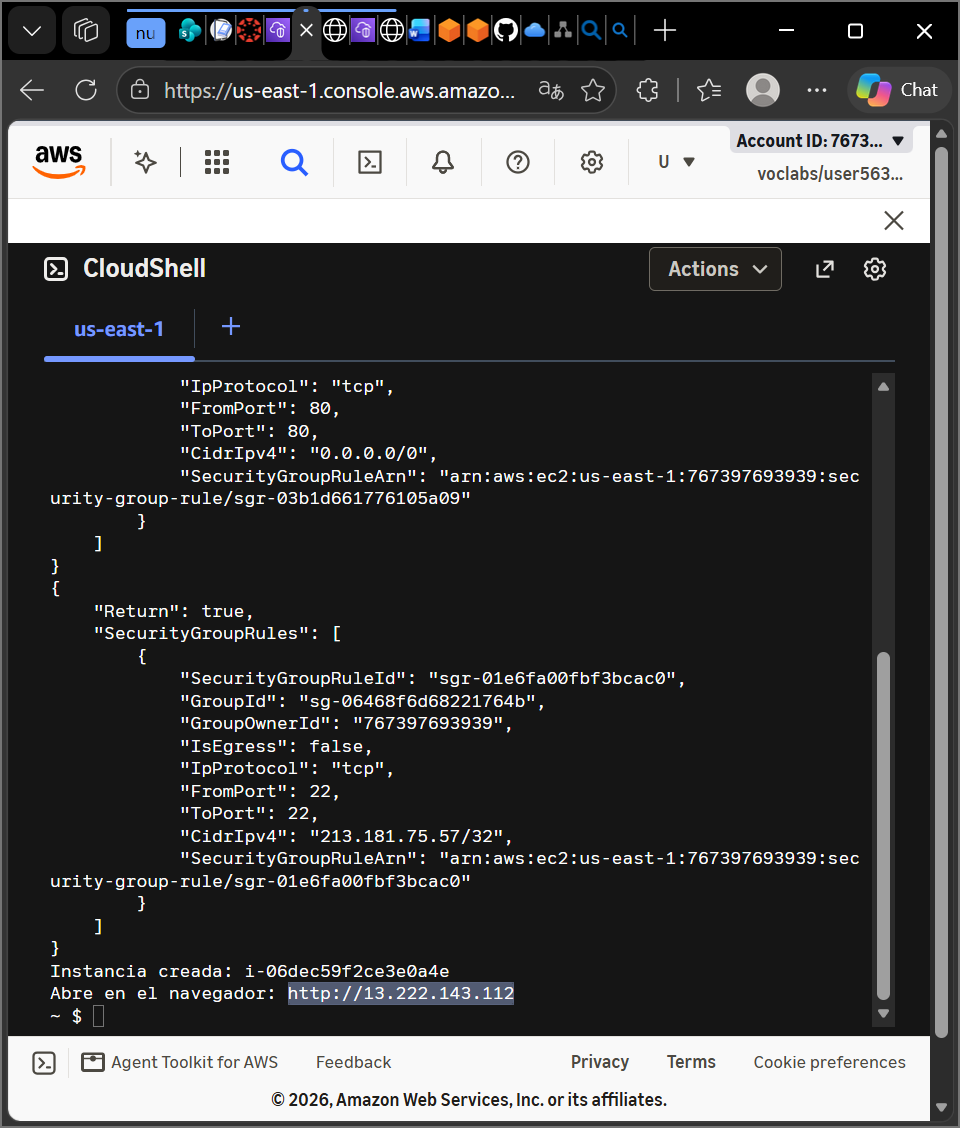 nu
https://us-east-1.console.aws.amazo...
Chat
aws
U
Account ID: 7673...
voclabs/user563...
CloudShell
Actions
us-east-1
"IpProtocol": "tcp",
"FromPort": 80,
"ToPort": 80,
"CidrIpv4": "0.0.0.0/0",
"SecurityGroupRuleArn": "arn:aws:ec2:us-east-1:767397693939:sec
urity-group-rule/sgr-03b1d661776105a09"
}
]
}
{
"Return": true,
"SecurityGroupRules": [
{
"SecurityGroupRuleId": "sgr-01e6fa00fbf3bcac0",
"GroupId": "sg-06468f6d68221764b",
"GroupOwnerId": "767397693939",
"IsEgress": false,
"IpProtocol": "tcp",
"FromPort": 22,
"ToPort": 22,
"CidrIpv4": "213.181.75.57/32",
"SecurityGroupRuleArn": "arn:aws:ec2:us-east-1:767397693939:sec
urity-group-rule/sgr-01e6fa00fbf3bcac0"
}
]
}
Instancia creada: i-06dec59f2ce3e0a4e
Abre en el navegador: http://13.222.143.112
~ $
Agent Toolkit for AWS Feedback Privacy Terms Cookie preferences
© 2026, Amazon Web Services, Inc. or its affiliates.